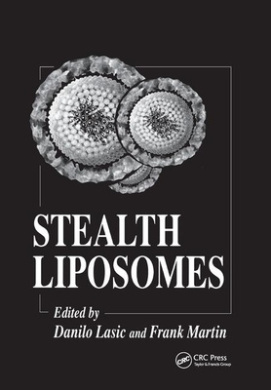 STEALTH
LIPOSOMES
Edited by
Danilo Lasic and Frank Martin
CRC Press
Taylor & Francis Group